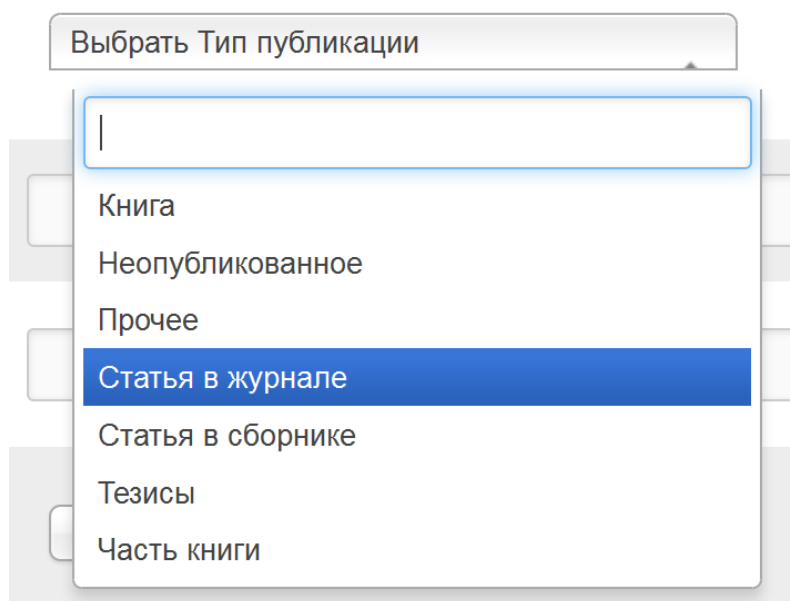 Выбрать Тип публикации
Книга
Неопубликованное
Прочее
Статья в журнале
Статья в сборнике
Тезисы
Часть книги